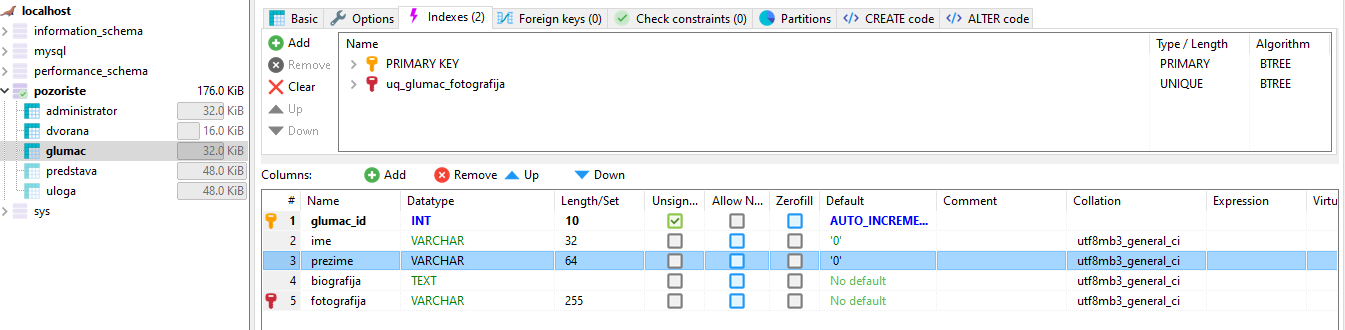 localhost
information_schema
mysql
performance_schema
pozoriste 176.0 KiB
administrator 32.0 KiB
dvorana 16.0 KiB
glumac 32.0 KiB
predstava 48.0 KiB
uloga 48.0 KiB
sys
Basic Options Indexes (2) Foreign keys (0) Check constraints (0) Partitions CREATE code ALTER code
Add
Remove
Clear
Up
Down
Name Type / Length Algorithm
PRIMARY KEY PRIMARY BTREE
uq_glumac_fotografija UNIQUE BTREE
Columns: Add Remove Up Down
# Name Datatype Length/Set Unsign... Allow N... Zerofill Default Comment Collation Expression Virtu
1 glumac_id INT 10 AUTO_INCREME...
2 ime VARCHAR 32 '0' utf8mb3_general_ci
3 prezime VARCHAR 64 '0' utf8mb3_general_ci
4 biografija TEXT No default utf8mb3_general_ci
5 fotografija VARCHAR 255 No default utf8mb3_general_ci